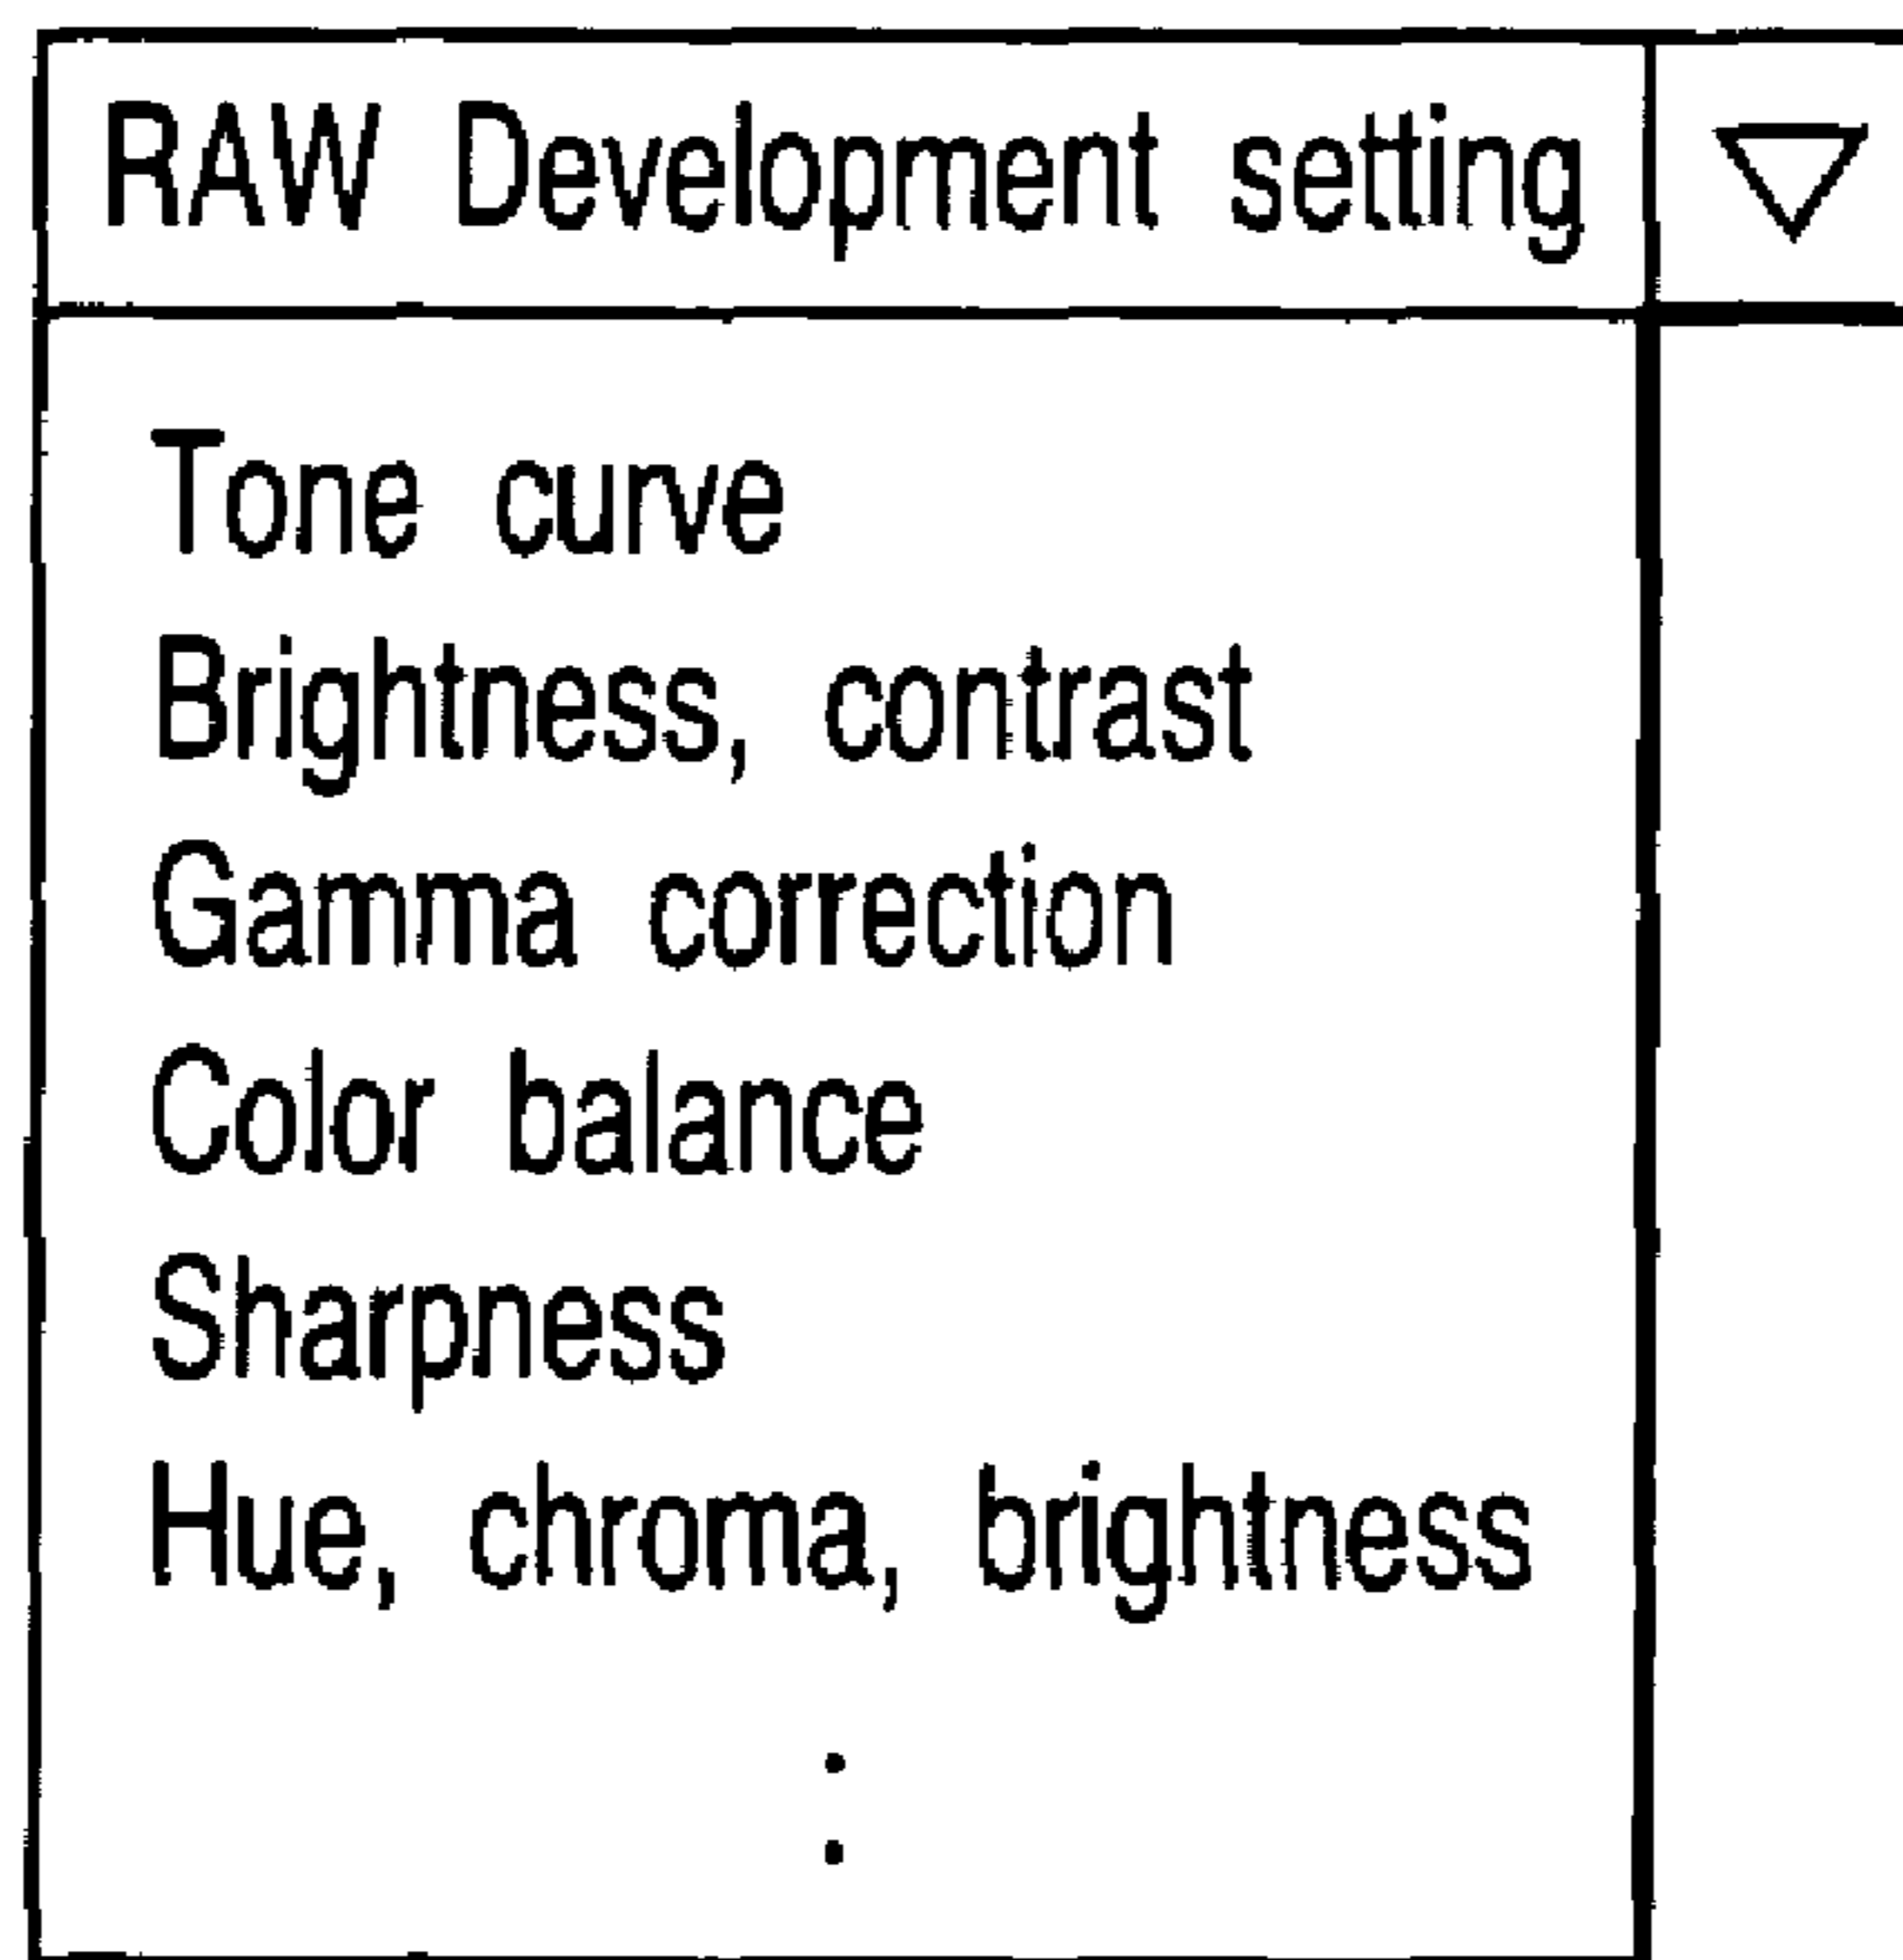 RAW Development setting ▽
Tone curve
Brightness, contrast
Gamma correction
Color balance
Sharpness
Hue, chroma, brightness
: